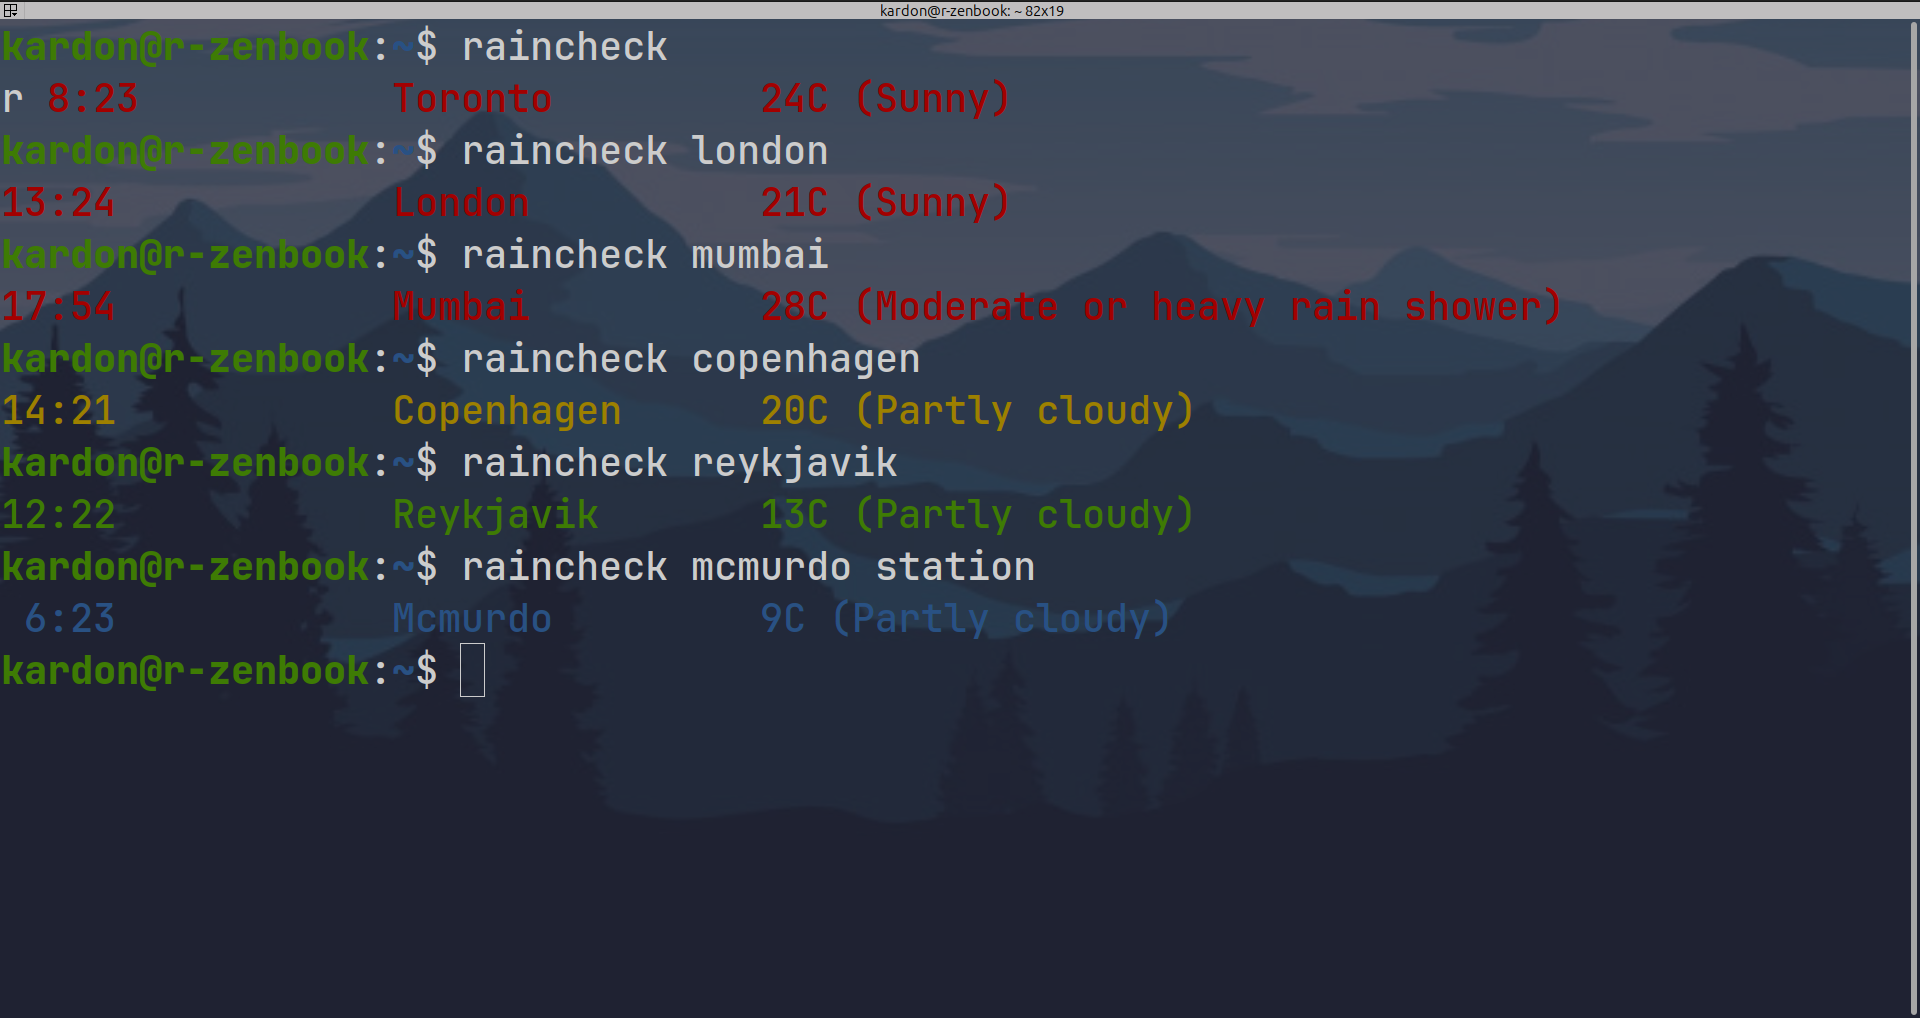 kardon@r-zenbook: ~ 82x19
kardon@r-zenbook:~$ raincheck
r 8:23 Toronto 24C (Sunny)
kardon@r-zenbook:~$ raincheck london
13:24 London 21C (Sunny)
kardon@r-zenbook:~$ raincheck mumbai
17:54 Mumbai 28C (Moderate or heavy rain shower)
kardon@r-zenbook:~$ raincheck copenhagen
14:21 Copenhagen 20C (Partly cloudy)
kardon@r-zenbook:~$ raincheck reykjavik
12:22 Reykjavik 13C (Partly cloudy)
kardon@r-zenbook:~$ raincheck mcmurdo station
6:23 Mcmurdo 9C (Partly cloudy)
kardon@r-zenbook:~$